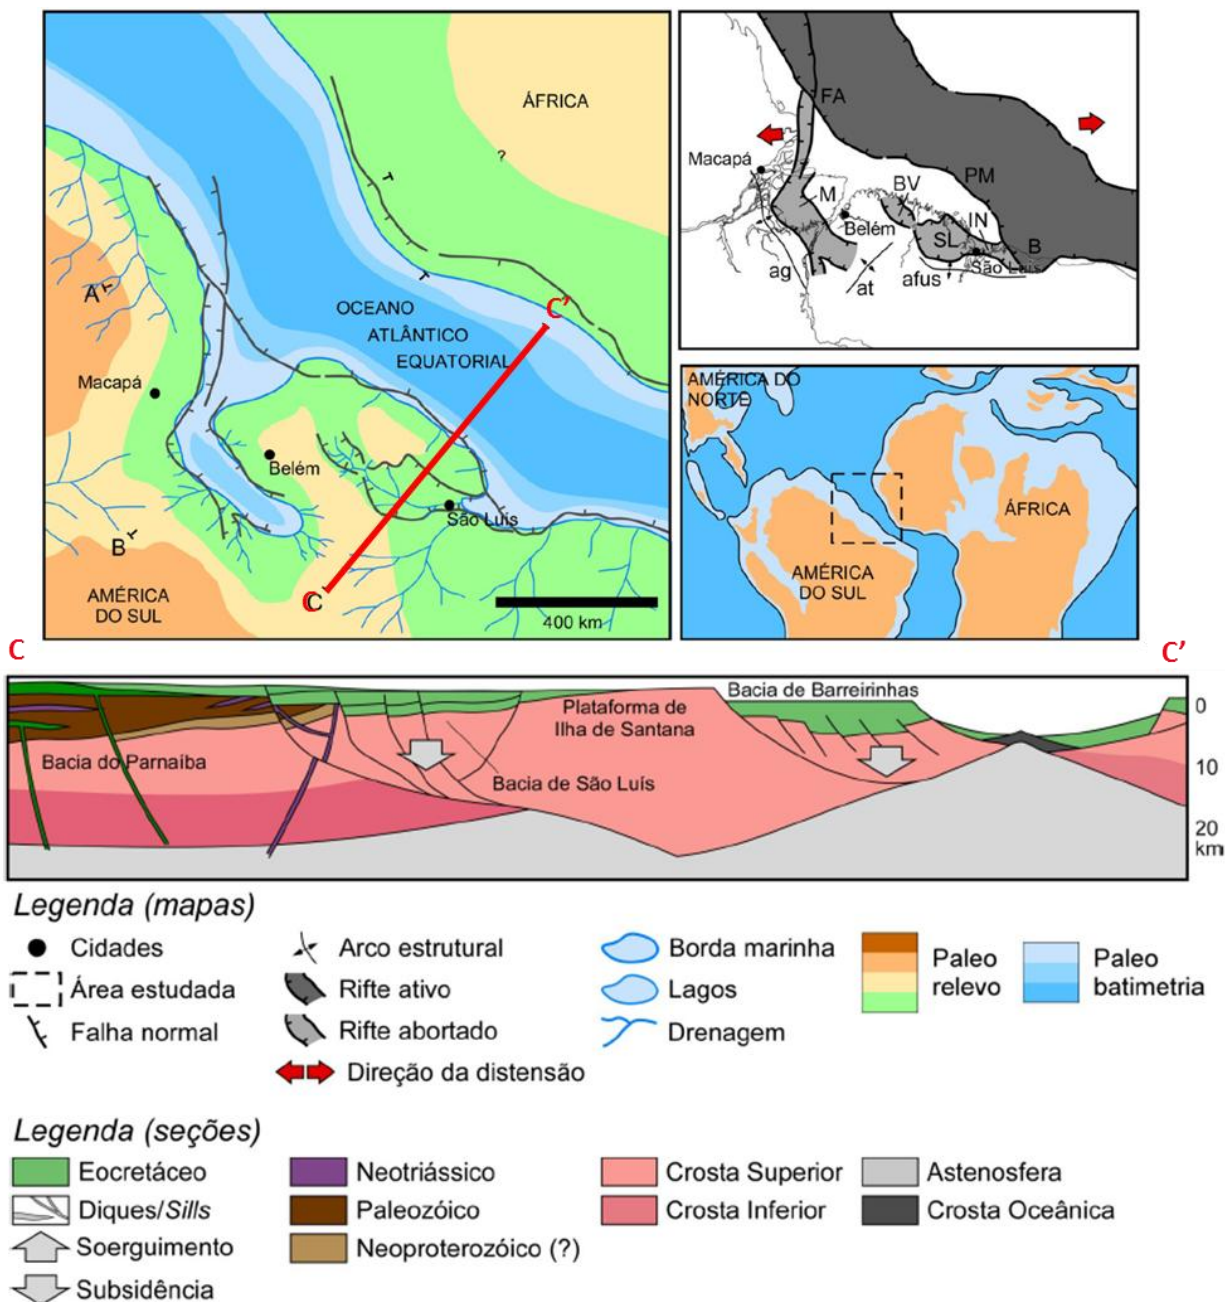 ÁFRICA
?
A
Macapá
OCEANO
ATLÂNTICO
EQUATORIAL
C'
Belém
São Luís
B
AMÉRICA
DO SUL
C
400 km
FA
Macapá
M
BV
PM
Belém
IN
SL
B
São Luís
ag
at
afus
AMÉRICA DO
NORTE
ÁFRICA
AMÉRICA
DO SUL
C
C'
Bacia do Parnaíba
Bacia de São Luís
Plataforma de
Ilha de Santana
Bacia de Barreirinhas
0
10
20
km
Legenda (mapas)
Cidades
Área estudada
Falha normal
Arco estrutural
Rifte ativo
Rifte abortado
Direção da distensão
Borda marinha
Lagos
Drenagem
Paleo
relevo
Paleo
batimetria
Legenda (seções)
Eocretáceo
Diques/Sills
Soerguimento
Subsidência
Neotriássico
Paleozóico
Neoproterozóico (?)
Crosta Superior
Crosta Inferior
Astenosfera
Crosta Oceânica